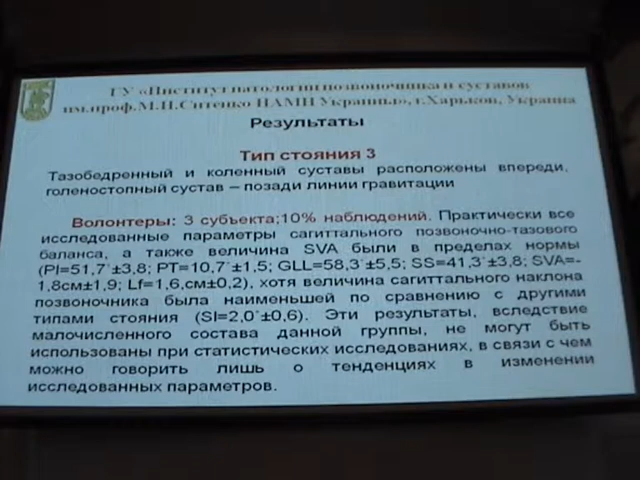 ГУ «Институт патологии позвоночника и суставов
им.проф.М.И.Ситенко НАМН Украины», г.Харьков, Украина
Результаты
Тип стояния 3
Тазобедренный и коленный суставы расположены впереди,
голеностопный сустав – позади линии гравитации
Волонтеры: 3 субъекта;10% наблюдений. Практически все
исследованные параметры сагиттального позвоночно-тазового
баланса, а также величина SVA были в пределах нормы
(PI=51,7˚±3,8; PT=10,7˚±1,5; GLL=58,3˚±5,5; SS=41,3˚±3,8; SVA=-
1,8см±1,9; Lf=1,6,см±0,2), хотя величина сагиттального наклона
позвоночника была наименьшей по сравнению с другими
типами стояния (SI=2,0˚±0,6). Эти результаты, вследствие
малочисленного состава данной группы, не могут быть
использованы при статистических исследованиях, в связи с чем
можно говорить лишь о тенденциях в изменении
исследованных параметров.